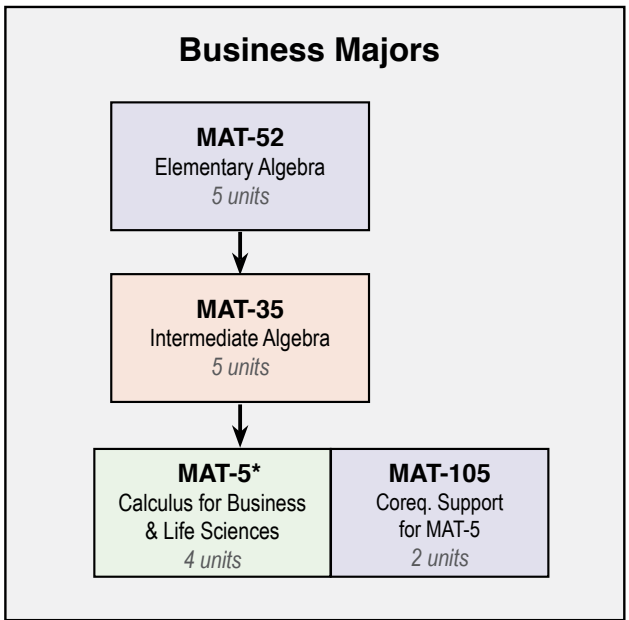 Business Majors
MAT-52
Elementary Algebra
5 units
MAT-35
Intermediate Algebra
5 units
MAT-5*
Calculus for Business
& Life Sciences
4 units
MAT-105
Coreq. Support
for MAT-5
2 units